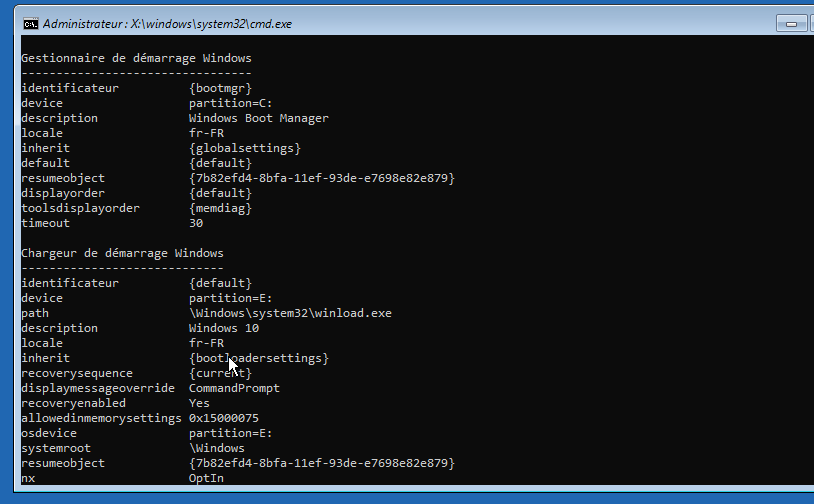 Administrateur : X:\windows\system32\cmd.exe
Gestionnaire de démarrage Windows
---------------------------------
identificateur          {bootmgr}
device                  partition=C:
description             Windows Boot Manager
locale                  fr-FR
inherit                 {globalsettings}
default                 {default}
resumeobject            {7b82efd4-8bfa-11ef-93de-e7698e82e879}
displayorder            {default}
toolsdisplayorder       {memdiag}
timeout                 30
Chargeur de démarrage Windows
-----------------------------
identificateur          {default}
device                  partition=E:
path                    \Windows\system32\winload.exe
description             Windows 10
locale                  fr-FR
inherit                 {bootloadersettings}
recoverysequence        {current}
displaymessageoverride  CommandPrompt
recoveryenabled         Yes
allowedinmemorysettings 0x15000075
osdevice                partition=E:
systemroot              \Windows
resumeobject            {7b82efd4-8bfa-11ef-93de-e7698e82e879}
nx                      OptIn